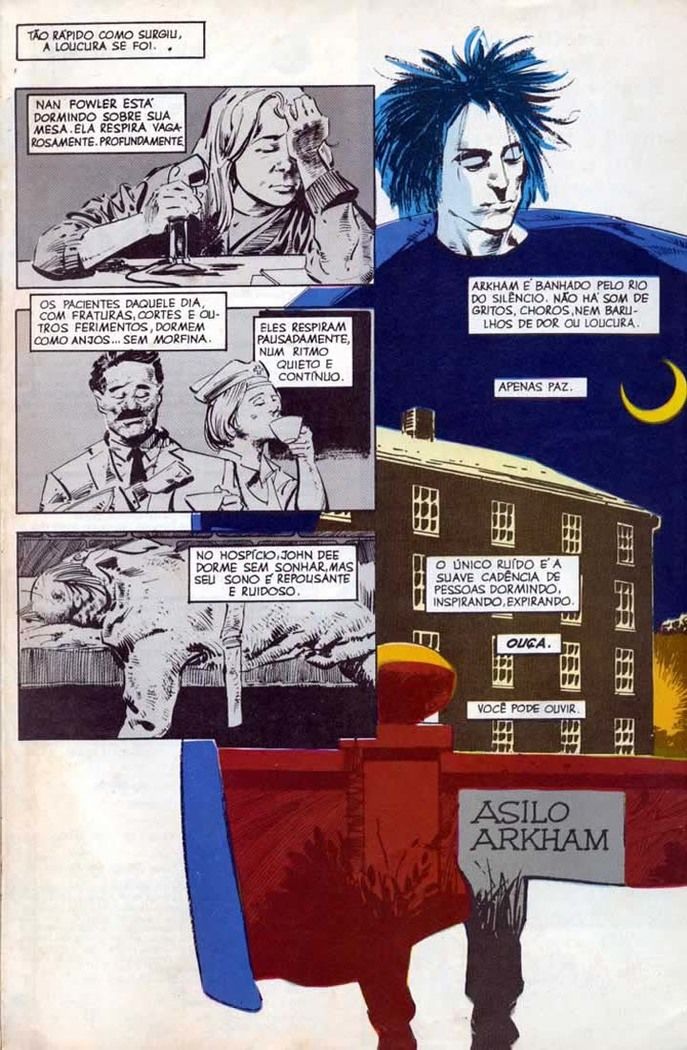 TÃO RÁPIDO COMO SURGIU,
A LOUCURA SE FOI.
NAN FOWLER ESTÁ
DORMINDO SOBRE SUA
MESA. ELA RESPIRA VAGA-
ROSAMENTE. PROFUNDAMENTE.
OS PACIENTES DAQUELE DIA,
COM FRATURAS, CORTES E OU-
TROS FERIMENTOS, DORMEM
COMO ANJOS... SEM MORFINA.
ELES RESPIRAM
PAUSADAMENTE,
NUM RITMO
QUIETO E
CONTÍNUO.
NO HOSPÍCIO, JOHN DEE
DORME SEM SONHAR, MAS
SEU SONO É REPOUSANTE
E RUIDOSO.
ARKHAM É BANHADO PELO RIO
DO SILÊNCIO. NÃO HÁ SOM DE
GRITOS, CHOROS, NEM BARU-
LHOS DE DOR OU LOUCURA.
APENAS PAZ.
O ÚNICO RUÍDO É A
SUAVE CADÊNCIA DE
PESSOAS DORMINDO,
INSPIRANDO, EXPIRANDO.
OUÇA.
VOCÊ PODE OUVIR.
ASILO
ARKHAM